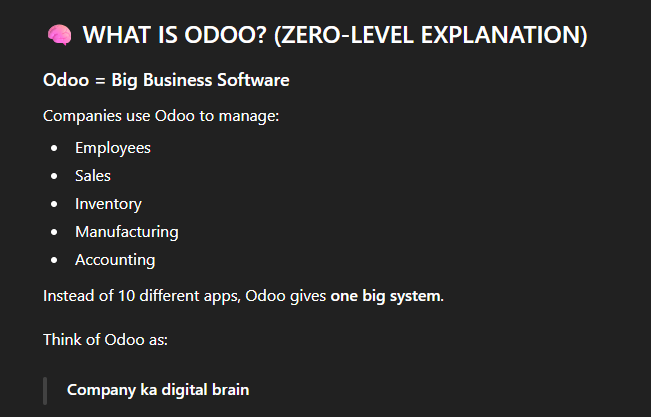 🧠 WHAT IS ODOO? (ZERO-LEVEL EXPLANATION)
Odoo = Big Business Software
Companies use Odoo to manage:
• Employees
• Sales
• Inventory
• Manufacturing
• Accounting
Instead of 10 different apps, Odoo gives one big system.
Think of Odoo as:
Company ka digital brain